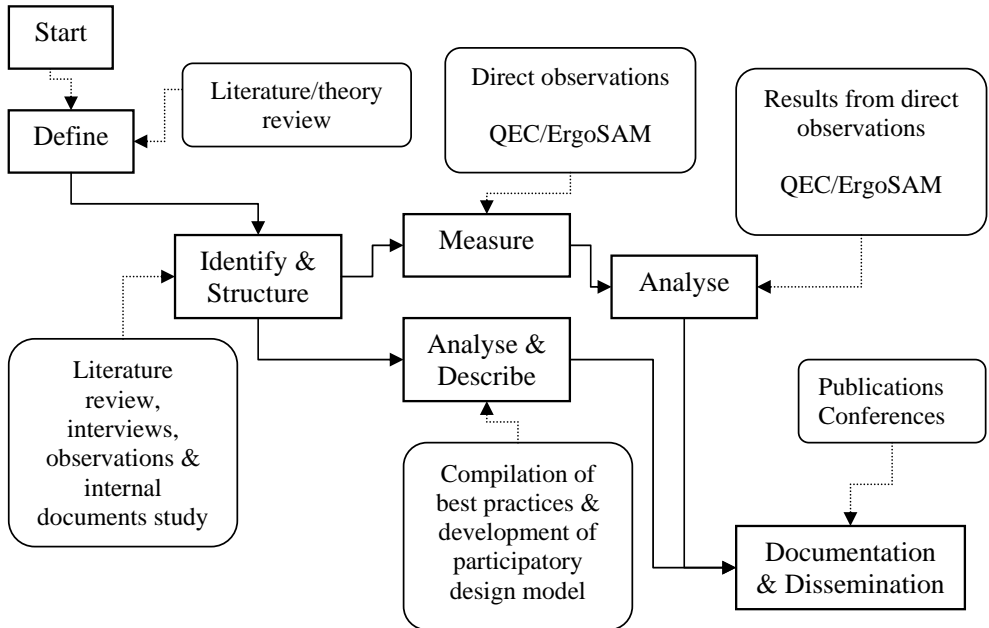 Start
Define
Literature/theory
review
Direct observations
QEC/ErgoSAM
Results from direct
observations
QEC/ErgoSAM
Identify &
Structure
Measure
Analyse
Literature
review,
interviews,
observations &
internal
documents study
Analyse &
Describe
Compilation of
best practices &
development of
participatory
design model
Publications
Conferences
Documentation
& Dissemination